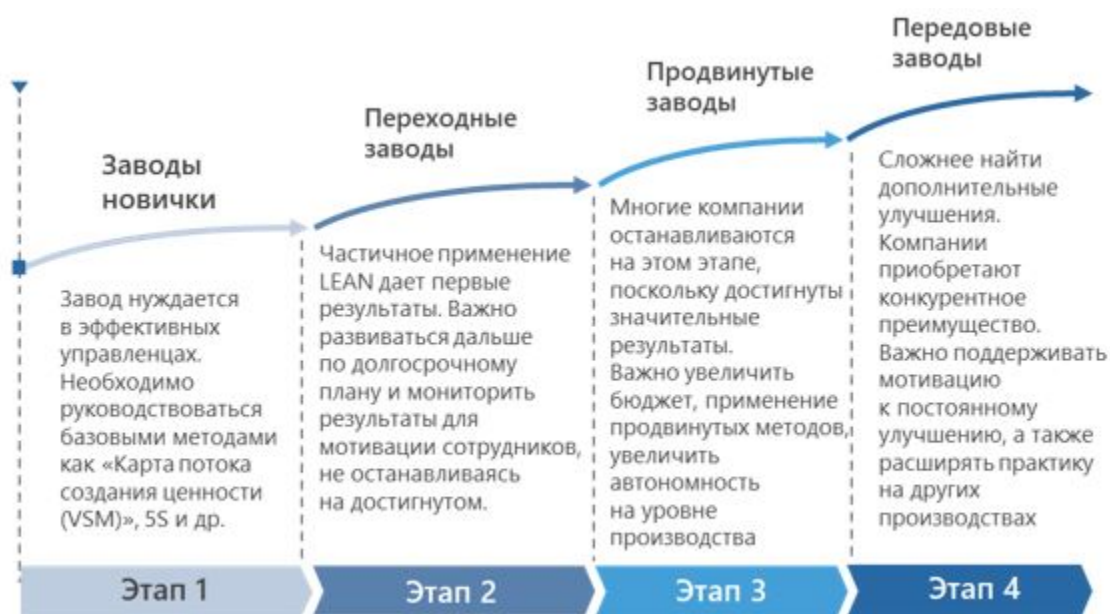 Заводы
новички
Завод нуждается
в эффективных
управленцах.
Необходимо
руководствоваться
базовыми методами
как «Карта потока
создания ценности
(VSM)», 5S и др.
Этап 1
Переходные
заводы
Частичное применение
LEAN дает первые
результаты. Важно
развиваться дальше
по долгосрочному
плану и мониторить
результаты для
мотивации сотрудников,
не останавливаясь
на достигнутом.
Этап 2
Продвинутые
заводы
Многие компании
останавливаются
на этом этапе,
поскольку достигнуты
значительные
результаты.
Важно увеличить
бюджет, применение
продвинутых методов,
увеличить
автономность
на уровне
производства
Этап 3
Передовые
заводы
Сложнее найти
дополнительные
улучшения.
Компании
приобретают
конкурентное
преимущество.
Важно поддерживать
мотивацию
к постоянному
улучшению, а также
расширять практику
на других
производствах
Этап 4